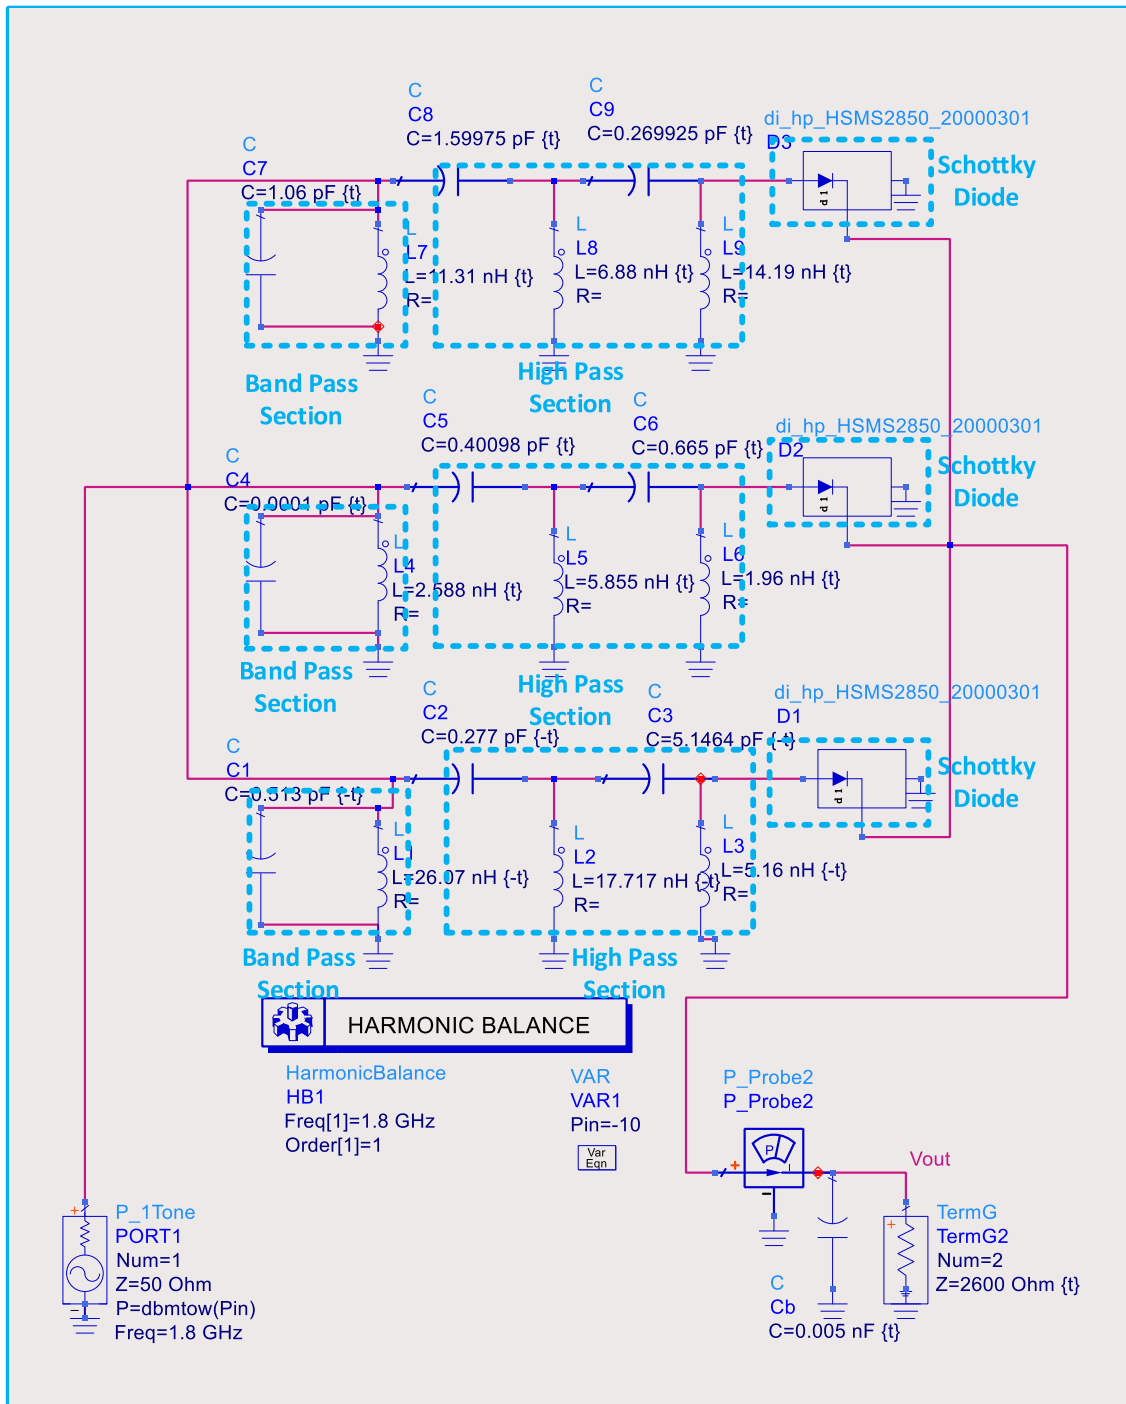 C
C8
C=1.59975 pF {t}
C
C9
C=0.269925 pF {t}
di_hp_HSMS2850_20000301
D3
Schottky
Diode
d1
C
C7
C=1.06 pF {t}
L
L7
L=11.31 nH {t}
R=
L
L8
L=6.88 nH {t}
R=
L
L9
L=14.19 nH {t}
R=
Band Pass
Section
High Pass
Section
C
C5
C=0.40098 pF {t}
C
C6
C=0.665 pF {t}
di_hp_HSMS2850_20000301
D2
Schottky
Diode
d1
C
C4
C=0.0001 pF {t}
L
L4
L=2.588 nH {t}
R=
L
L5
L=5.855 nH {t}
R=
L
L6
L=1.96 nH {t}
R=
Band Pass
Section
High Pass
Section
C
C2
C=0.277 pF {-t}
C
C3
C=5.1464 pF {-t}
di_hp_HSMS2850_20000301
D1
Schottky
Diode
d1
C
C1
C=0.513 pF {-t}
L
L1
L=26.07 nH {-t}
R=
L
L2
L=17.717 nH {-t}
R=
L
L3
L=5.16 nH {-t}
R=
Band Pass
Section
High Pass
Section
HARMONIC BALANCE
HarmonicBalance
HB1
Freq[1]=1.8 GHz
Order[1]=1
VAR
VAR1
Pin=-10
Var
Eqn
P_Probe2
P_Probe2
P
I
+
−
Vout
+
P_1Tone
PORT1
Num=1
Z=50 Ohm
P=dbmtow(Pin)
Freq=1.8 GHz
−
C
Cb
C=0.005 nF {t}
+
TermG
TermG2
Num=2
Z=2600 Ohm {t}